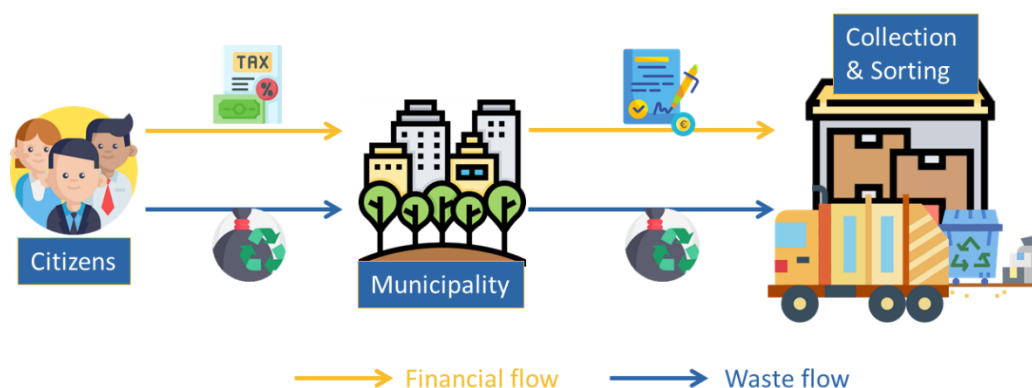 Collection
& Sorting
TAX
%
€
Citizens
Municipality
Financial flow
Waste flow